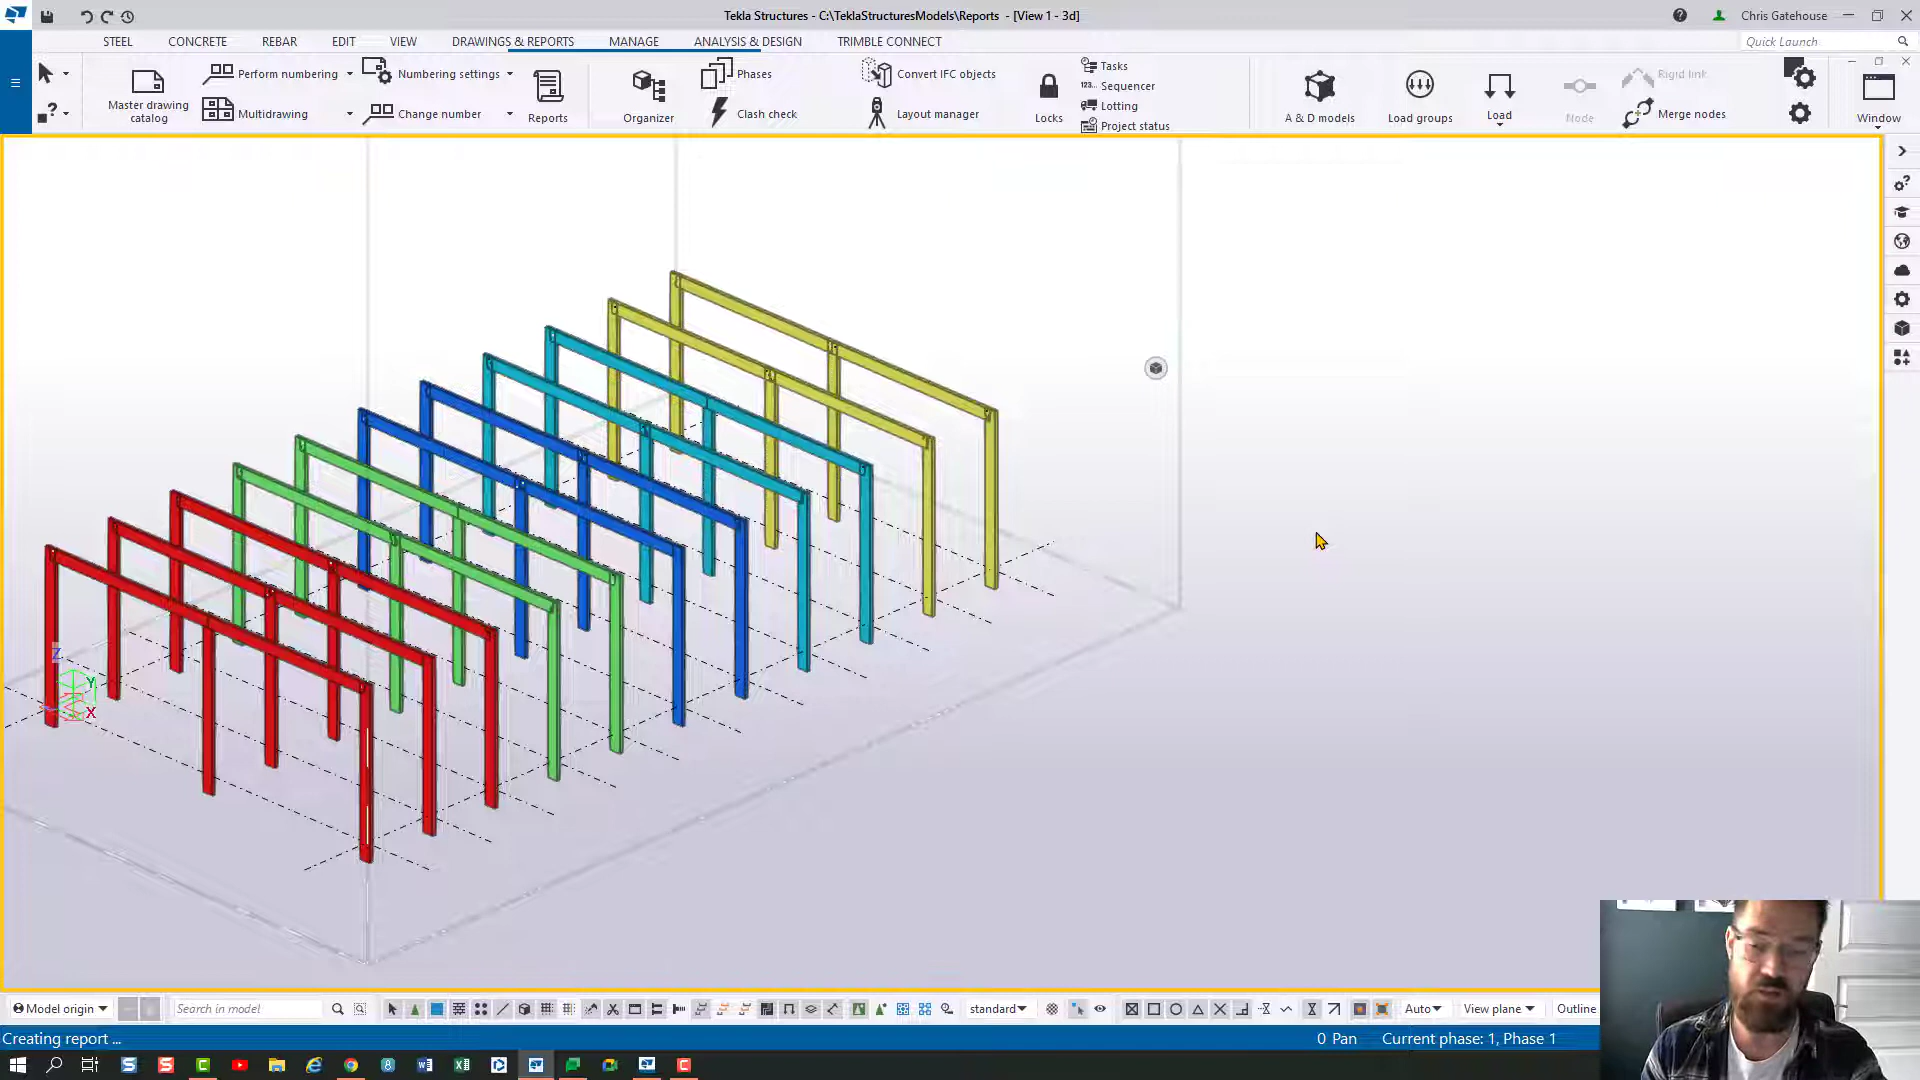 Tekla Structures - C:\TeklaStructuresModels\Reports - [View 1 - 3d]
Chris Gatehouse
STEEL
CONCRETE
REBAR
EDIT
VIEW
DRAWINGS & REPORTS
MANAGE
ANALYSIS & DESIGN
TRIMBLE CONNECT
Quick Launch
Master drawing catalog
Perform numbering
Multidrawing
Numbering settings
Change number
Reports
Organizer
Phases
Clash check
Convert IFC objects
Layout manager
Locks
Tasks
123... Sequencer
Lotting
Project status
A & D models
Load groups
Load
Node
Rigid link
Merge nodes
Window
Z
Y
X
Model origin
Search in model
standard
Auto
View plane
Outline
Creating report ...
0 Pan
Current phase: 1, Phase 1